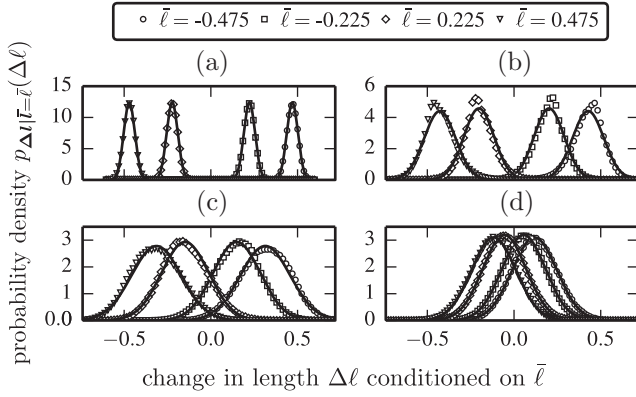 ℓ̄ = -0.475 ℓ̄ = -0.225 ℓ̄ = 0.225 ℓ̄ = 0.475
(a) (b)
15
10
5
0
6
4
2
0
(c) (d)
3
2
1
0.0
3
2
1
0
−0.5 0.0 0.5 −0.5 0.0 0.5
probability density p_{Δl|l̄=ℓ̄}(Δℓ)
change in length Δℓ conditioned on ℓ̄